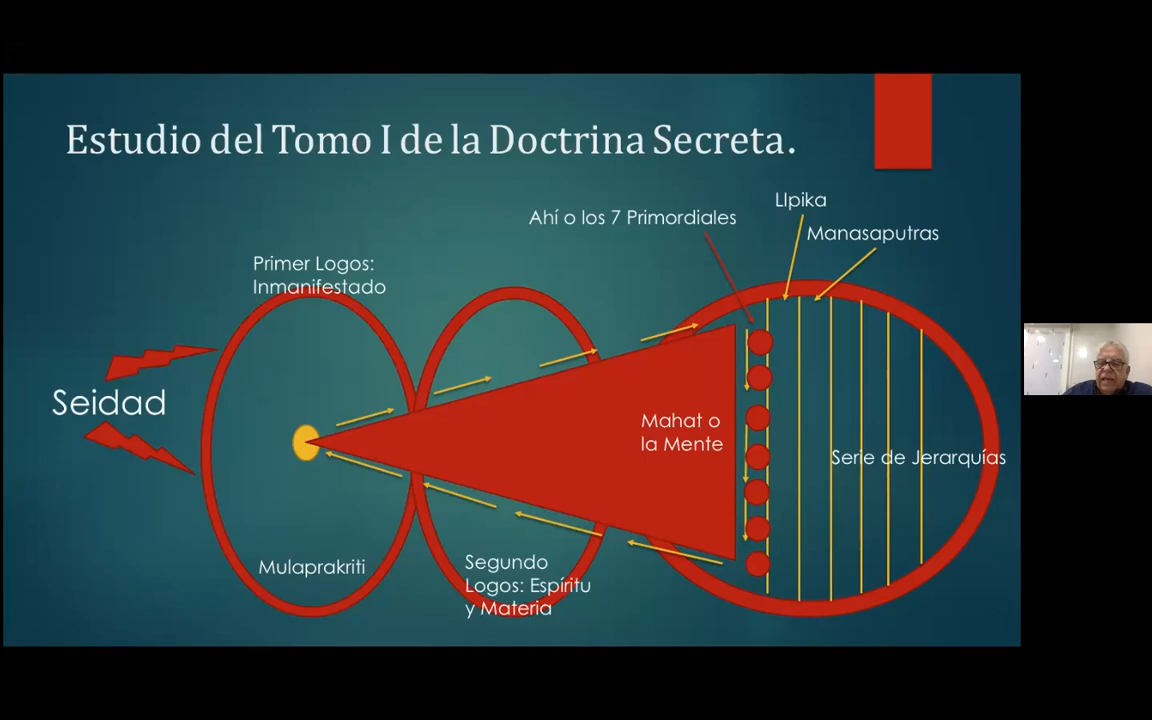 Estudio del Tomo I de la Doctrina Secreta.
LIpika
Ahí o los 7 Primordiales
Manasaputras
Primer Logos:
Inmanifestado
Seidad
Mahat o
la Mente
Serie de Jerarquías
Mulaprakriti
Segundo
Logos: Espíritu
y Materia